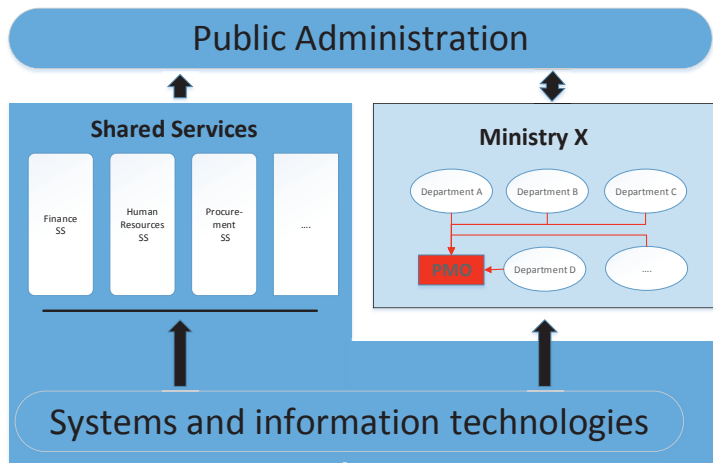 Public Administration
Shared Services
Finance
SS
Human
Resources
SS
Procure-
ment
SS
....
Ministry X
Department A
Department B
Department C
PMO
Department D
....
Systems and information technologies